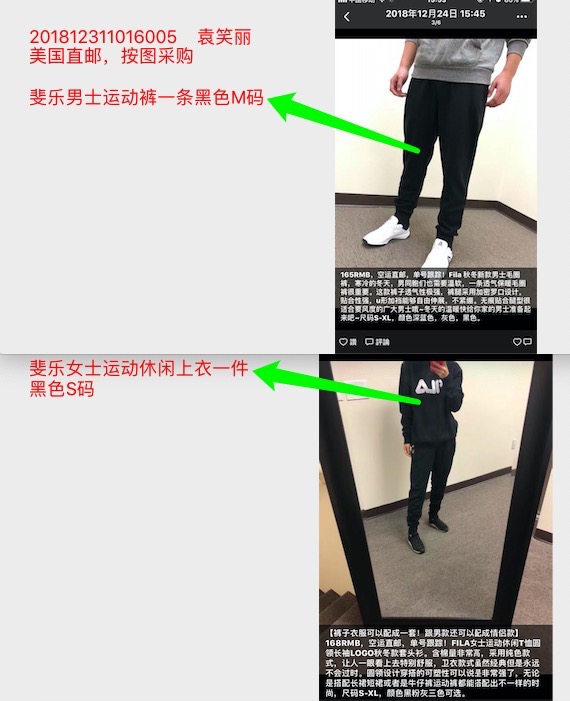 201812311016005 袁笑丽
美国直邮，按图采购
斐乐男士运动裤一条黑色M码
2018年12月24日 15:45
3/6
165RMB，空运直邮，单号跟踪！Fila 秋冬新款男士毛圈
裤，寒冷的冬天，男同胞们也需要温软，一条透气保暖毛圈
裤很重要，这款裤子透气性极强，裤腿采用加密罗口设计，
贴合性强，u形加裆能够自由伸展，不紧绷。无痕贴合腿型很
适合要风度的广大男士哦~冬天的温暖快给你家的男士准备起
来吧~尺码S-XL，颜色深蓝色，灰色，黑色。
讚 評論
斐乐女士运动休闲上衣一件
黑色S码
【裤子衣服可以配成一套！跟男款还可以配成情侣款】
168RMB，空运直邮，单号跟踪！FILA女士运动休闲T恤圆
领长袖LOGO秋冬款套头衫。含棉量非常高，采用纯色款
式，让人一眼看上去特别舒服，卫衣款式虽然经典但是永远
不会过时。圆领设计穿搭的可塑性可以说是非常强了，无论
是搭配长裙短裙或者是牛仔裤运动裤都能搭配出不一样的时
尚，尺码S-XL，颜色黑粉灰三色可选。